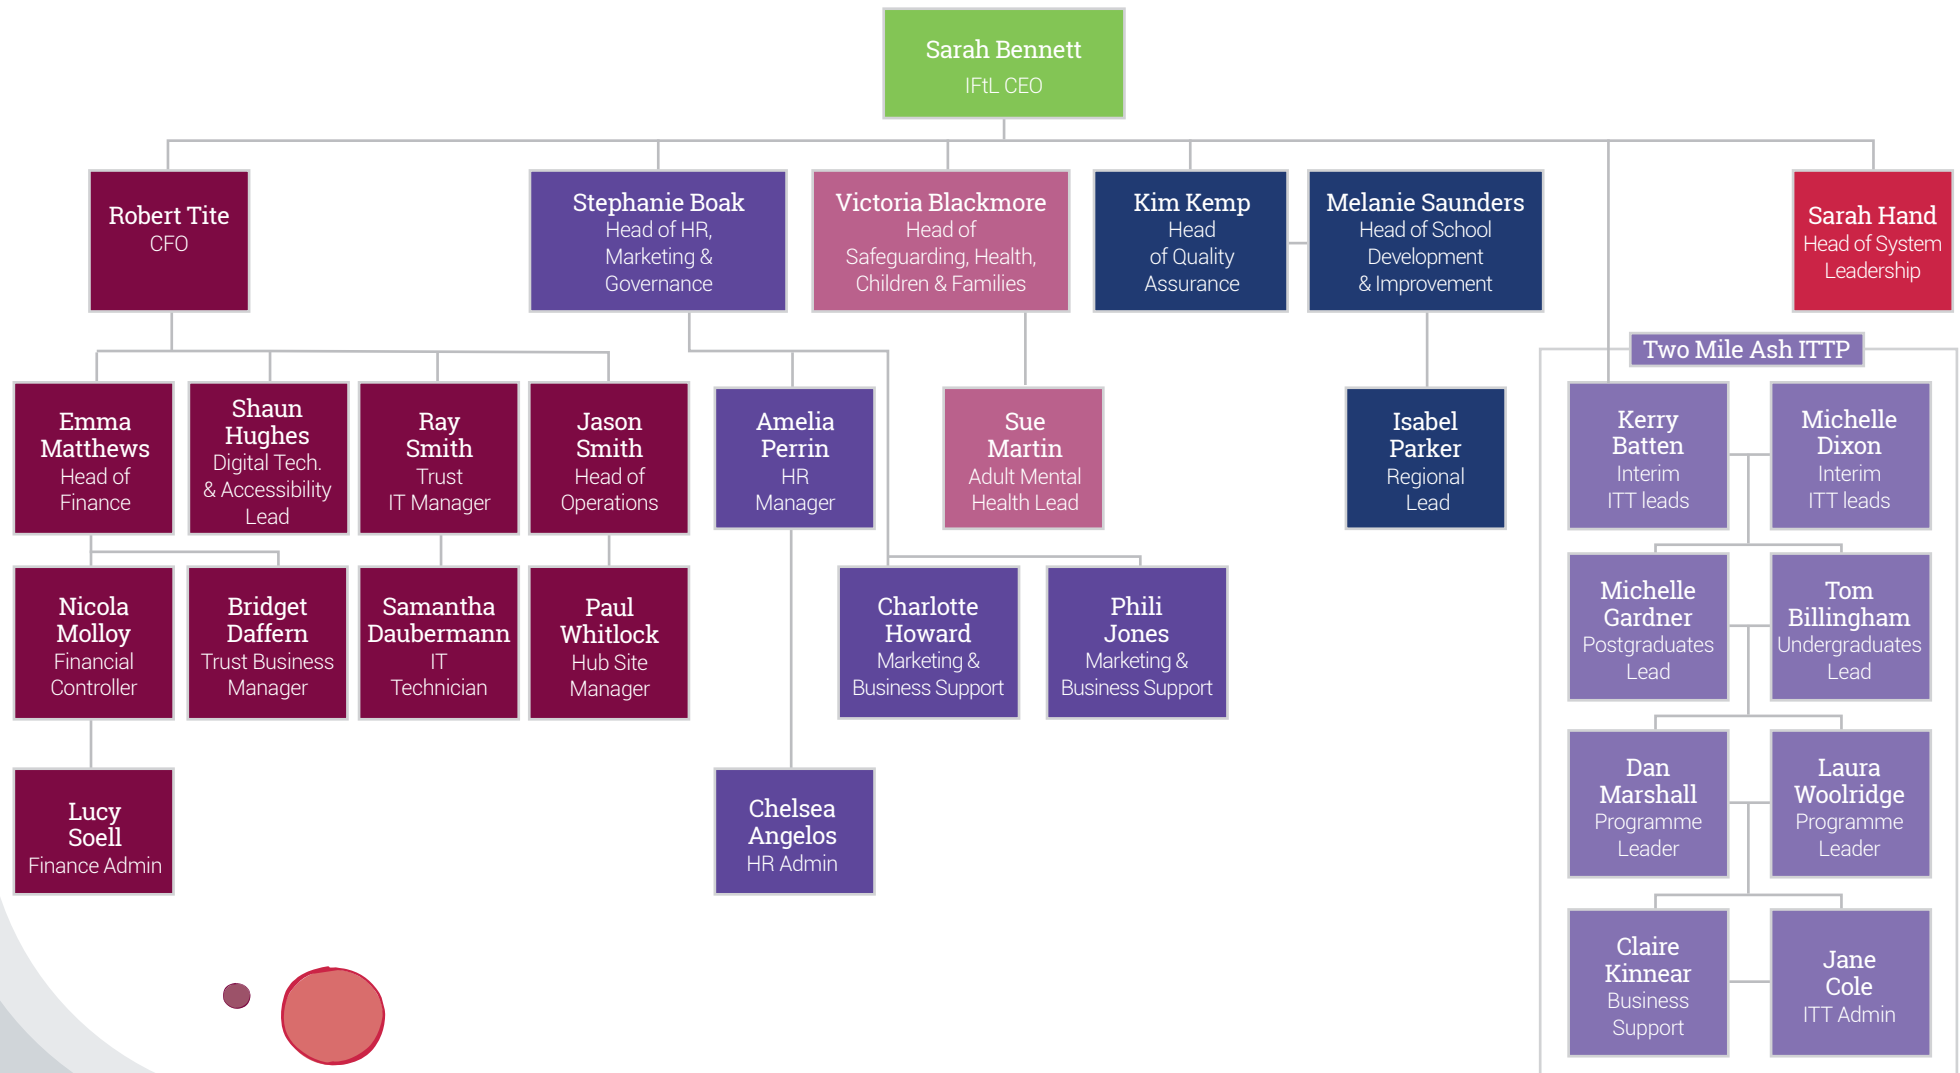 Sarah Bennett
IFtL CEO
Robert Tite
CFO
Stephanie Boak
Head of HR,
Marketing &
Governance
Victoria Blackmore
Head of
Safeguarding, Health,
Children & Families
Kim Kemp
Head
of Quality
Assurance
Melanie Saunders
Head of School
Development
& Improvement
Sarah Hand
Head of System
Leadership
Two Mile Ash ITTP
Emma
Matthews
Head of
Finance
Shaun
Hughes
Digital Tech.
& Accessibility
Lead
Ray
Smith
Trust
IT Manager
Jason
Smith
Head of
Operations
Amelia
Perrin
HR
Manager
Sue
Martin
Adult Mental
Health Lead
Isabel
Parker
Regional
Lead
Kerry
Batten
Interim
ITT leads
Michelle
Dixon
Interim
ITT leads
Nicola
Molloy
Financial
Controller
Bridget
Daffern
Trust Business
Manager
Samantha
Daubermann
IT
Technician
Paul
Whitlock
Hub Site
Manager
Charlotte
Howard
Marketing &
Business Support
Phili
Jones
Marketing &
Business Support
Michelle
Gardner
Postgraduates
Lead
Tom
Billingham
Undergraduates
Lead
Lucy
Soell
Finance Admin
Chelsea
Angelos
HR Admin
Dan
Marshall
Programme
Leader
Laura
Woolridge
Programme
Leader
Claire
Kinnear
Business
Support
Jane
Cole
ITT Admin